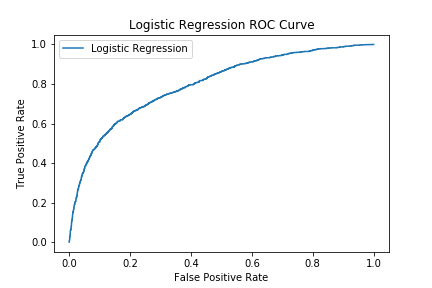 Logistic Regression ROC Curve
Logistic Regression
True Positive Rate
1.0
0.8
0.6
0.4
0.2
0.0
0.0 0.2 0.4 0.6 0.8 1.0
False Positive Rate